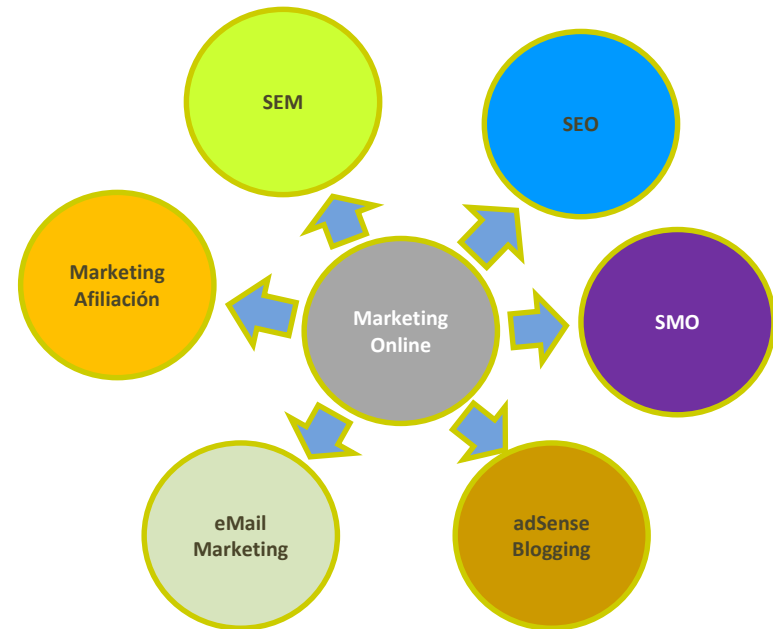 SEM
SEO
Marketing
Afiliación
Marketing
Online
SMO
eMail
Marketing
adSense
Blogging